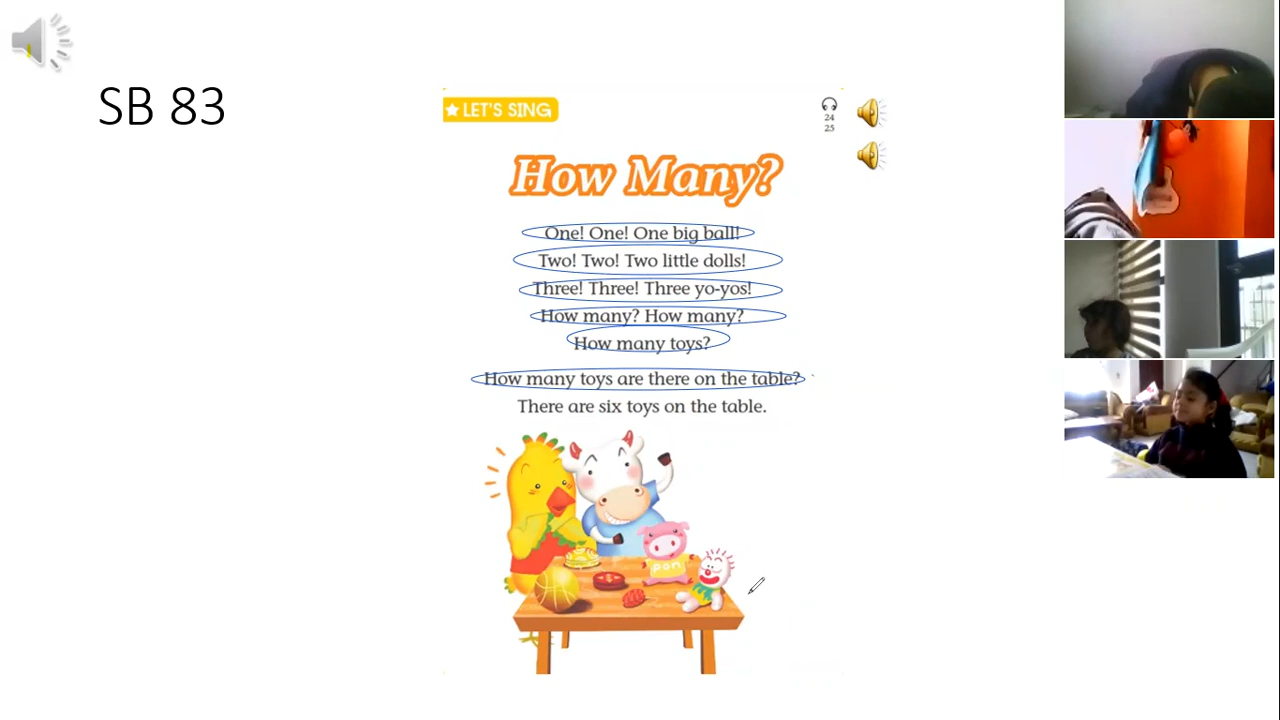 SB 83
LET'S SING
24
25
How Many?
One! One! One big ball!
Two! Two! Two little dolls!
Three! Three! Three yo-yos!
How many? How many?
How many toys?
How many toys are there on the table?
There are six toys on the table.
pon